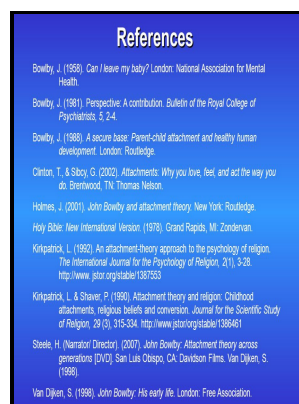 References
Bowlby, J. (1958). Can I leave my baby? London: National Association for Mental
Health.
Bowlby, J. (1981). Perspective: A contribution. Bulletin of the Royal College of
Psychiatrists, 5, 2-4.
Bowlby, J. (1988). A secure base: Parent-child attachment and healthy human
development. London: Routledge.
Clinton, T., & Sibcy, G. (2002). Attachments: Why you love, feel, and act the way you
do. Brentwood, TN: Thomas Nelson.
Holmes, J. (2001). John Bowlby and attachment theory. New York: Routledge.
Holy Bible: New International Version. (1978). Grand Rapids, MI: Zondervan.
Kirkpatrick, L. (1992). An attachment-theory approach to the psychology of religion.
The International Journal for the Psychology of Religion, 2(1), 3-28.
http://www.jstor.org/stable/1387553
Kirkpatrick, L. & Shaver, P. (1990). Attachment theory and religion: Childhood
attachments, religious beliefs and conversion. Journal for the Scientific Study
of Religion, 29 (3), 315-334. http://www.jstor/org/stable/1386461
Steele, H. (Narrator/ Director). (2007). John Bowlby: Attachment theory across
generations [DVD], San Luis Obispo, CA: Davidson Films. Van Dijken, S.
(1998).
Van Dijken, S. (1998). John Bowlby: His early life. London: Free Association.